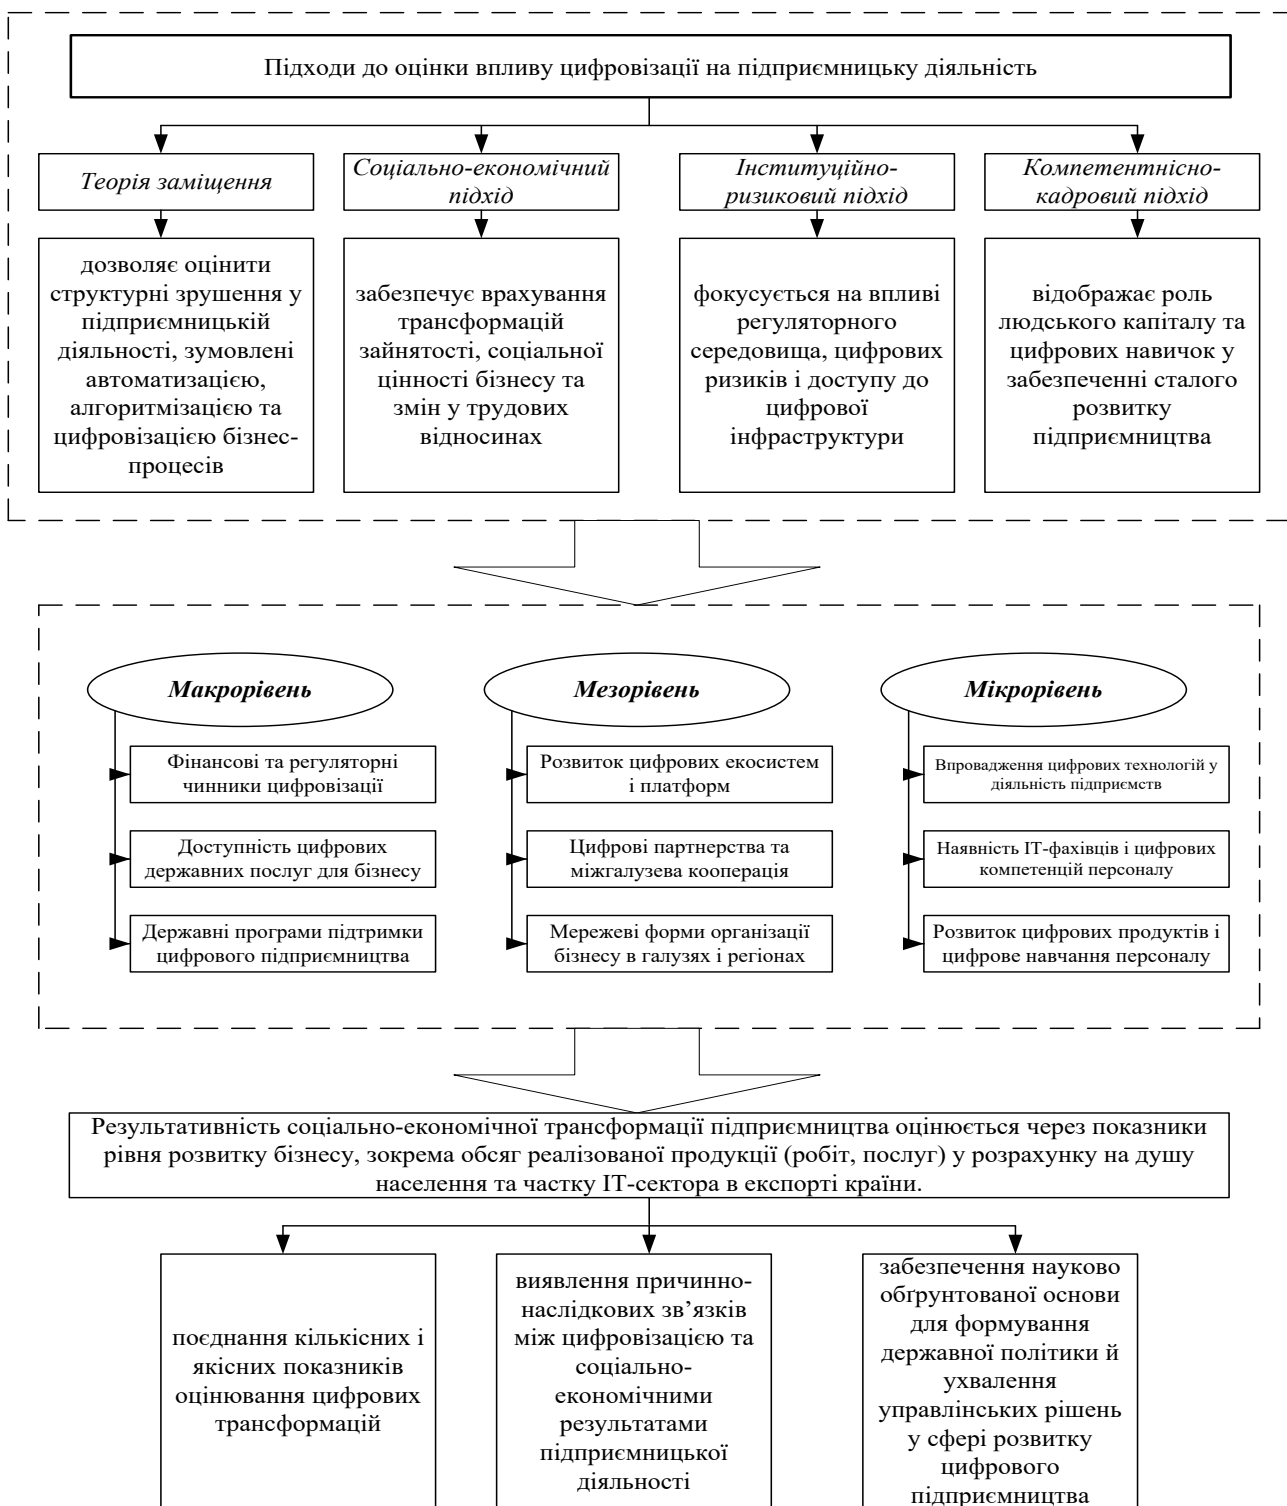 Підходи до оцінки впливу цифровізації на підприємницьку діяльність
Теорія заміщення
Соціально-економічний
підхід
Інституційно-
ризиковий підхід
Компетентнісно-
кадровий підхід
дозволяє оцінити
структурні зрушення у
підприємницькій
діяльності, зумовлені
автоматизацією,
алгоритмізацією та
цифровізацією бізнес-
процесів
забезпечує врахування
трансформацій
зайнятості, соціальної
цінності бізнесу та
змін у трудових
відносинах
фокусується на впливі
регуляторного
середовища, цифрових
ризиків і доступу до
цифрової
інфраструктури
відображає роль
людського капіталу та
цифрових навичок у
забезпеченні сталого
розвитку
підприємництва
Макрорівень
Фінансові та регуляторні
чинники цифровізації
Доступність цифрових
державних послуг для бізнесу
Державні програми підтримки
цифрового підприємництва
Мезорівень
Розвиток цифрових екосистем
і платформ
Цифрові партнерства та
міжгалузева кооперація
Мережеві форми організації
бізнесу в галузях і регіонах
Мікрорівень
Впровадження цифрових технологій у
діяльність підприємств
Наявність ІТ-фахівців і цифрових
компетенцій персоналу
Розвиток цифрових продуктів і
цифрове навчання персоналу
Результативність соціально-економічної трансформації підприємництва оцінюється через показники
рівня розвитку бізнесу, зокрема обсяг реалізованої продукції (робіт, послуг) у розрахунку на душу
населення та частку ІТ-сектора в експорті країни.
поєднання кількісних і
якісних показників
оцінювання цифрових
трансформацій
виявлення причинно-
наслідкових зв’язків
між цифровізацією та
соціально-
економічними
результатами
підприємницької
діяльності
забезпечення науково
обґрунтованої основи
для формування
державної політики й
ухвалення
управлінських рішень
у сфері розвитку
цифрового
підприємництва